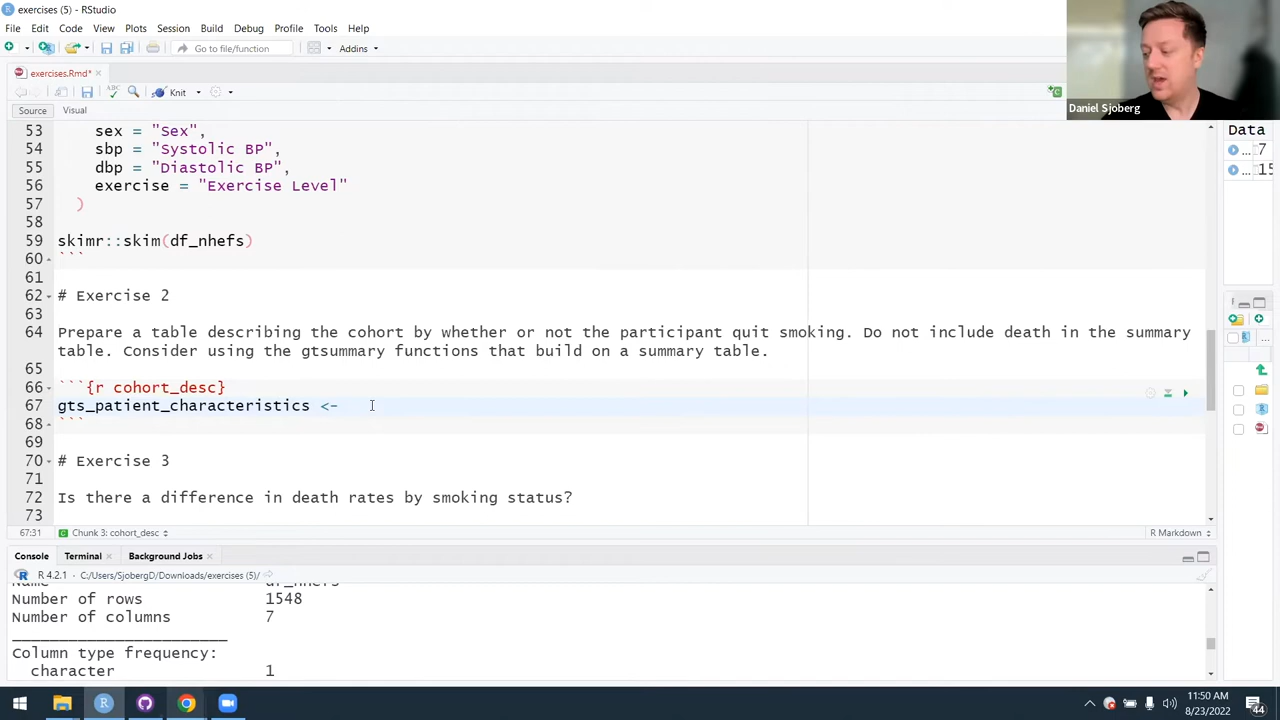 exercises (5) - RStudio
File Edit Code View Plots Session Build Debug Profile Tools Help
Go to file/function
Addins
exercises.Rmd*
Knit
Source Visual
Daniel Sjoberg
53 sex = "Sex",
54 sbp = "Systolic BP",
55 dbp = "Diastolic BP",
56 exercise = "Exercise Level"
57 )
58
59 skimr::skim(df_nhefs)
60 ```
61
62 # Exercise 2
63
64 Prepare a table describing the cohort by whether or not the participant quit smoking. Do not include death in the summary
table. Consider using the gtsummary functions that build on a summary table.
65
66 ```{r cohort_desc}
67 gts_patient_characteristics <-
68 ```
69
70 # Exercise 3
71
72 Is there a difference in death rates by smoking status?
73
67:31 Chunk 3: cohort_desc R Markdown
Data
... 7
... 15
Console Terminal Background Jobs
R 4.2.1 · C:/Users/SjobergD/Downloads/exercises (5)/
Name df_nhefs
Number of rows 1548
Number of columns 7
_______________________
Column type frequency:
character 1
11:50 AM
8/23/2022
44